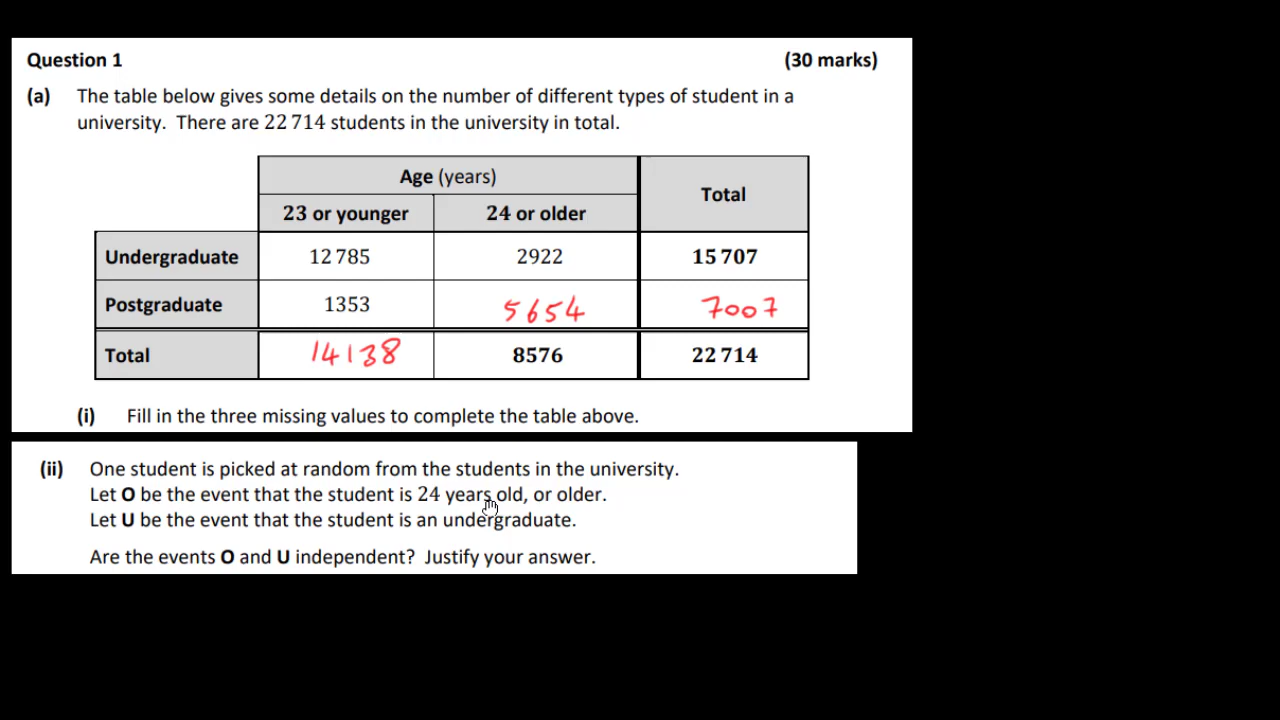 Question 1 (30 marks)
(a) The table below gives some details on the number of different types of student in a
university. There are 22 714 students in the university in total.
Age (years) Total
23 or younger 24 or older
Undergraduate 12 785 2922 15 707
Postgraduate 1353 5654 7007
Total 14138 8576 22 714
(i) Fill in the three missing values to complete the table above.
(ii) One student is picked at random from the students in the university.
Let O be the event that the student is 24 years old, or older.
Let U be the event that the student is an undergraduate.
Are the events O and U independent? Justify your answer.